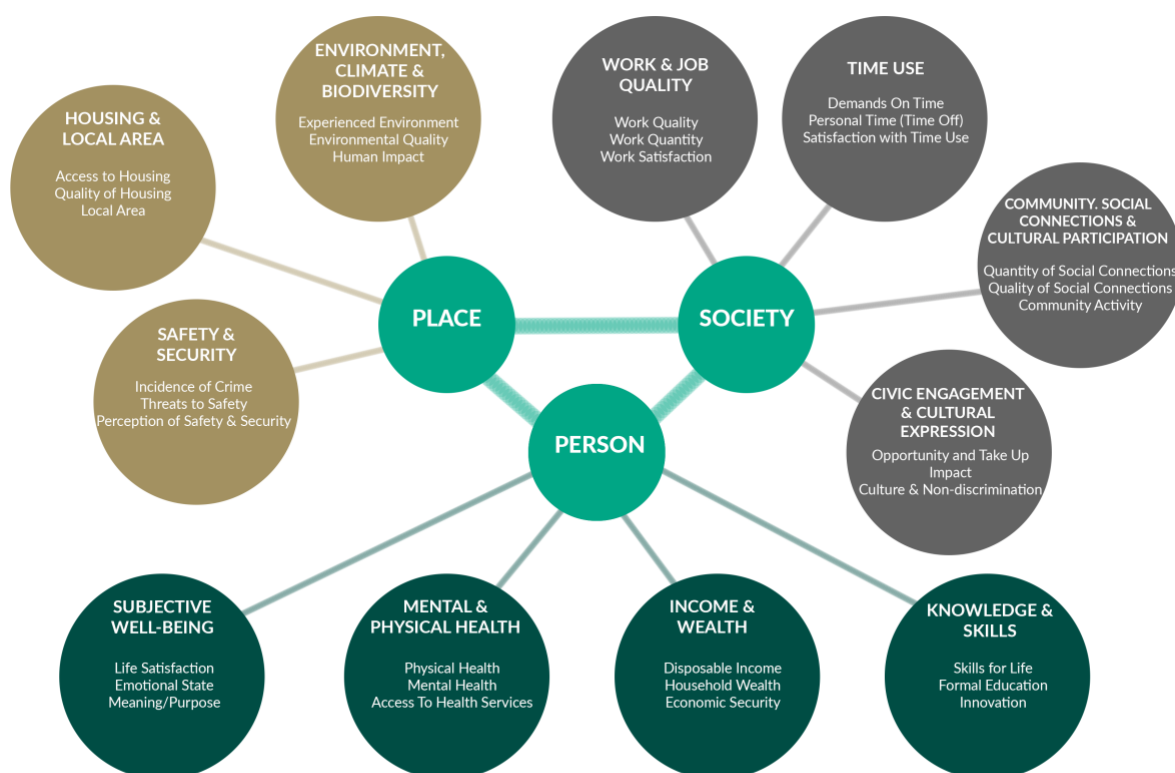 ENVIRONMENT,
CLIMATE &
BIODIVERSITY
Experienced Environment
Environmental Quality
Human Impact
WORK & JOB
QUALITY
Work Quality
Work Quantity
Work Satisfaction
TIME USE
Demands On Time
Personal Time (Time Off)
Satisfaction with Time Use
HOUSING &
LOCAL AREA
Access to Housing
Quality of Housing
Local Area
COMMUNITY. SOCIAL
CONNECTIONS &
CULTURAL PARTICIPATION
Quantity of Social Connections
Quality of Social Connections
Community Activity
PLACE
SOCIETY
SAFETY &
SECURITY
Incidence of Crime
Threats to Safety
Perception of Safety & Security
CIVIC ENGAGEMENT
& CULTURAL
EXPRESSION
Opportunity and Take Up
Impact
Culture & Non-discrimination
PERSON
SUBJECTIVE
WELL-BEING
Life Satisfaction
Emotional State
Meaning/Purpose
MENTAL &
PHYSICAL HEALTH
Physical Health
Mental Health
Access To Health Services
INCOME &
WEALTH
Disposable Income
Household Wealth
Economic Security
KNOWLEDGE &
SKILLS
Skills for Life
Formal Education
Innovation